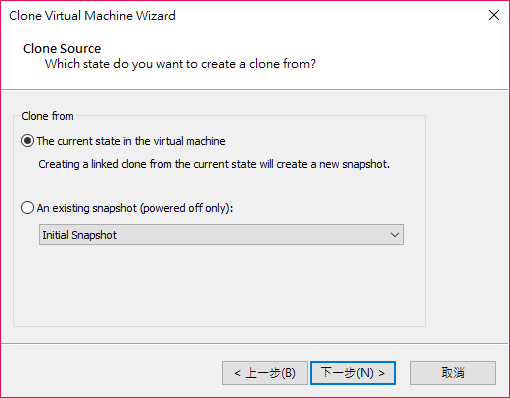 Clone Virtual Machine Wizard
Clone Source
Which state do you want to create a clone from?
Clone from
The current state in the virtual machine
Creating a linked clone from the current state will create a new snapshot.
An existing snapshot (powered off only):
Initial Snapshot
< 上一步(B) 下一步(N) > 取消